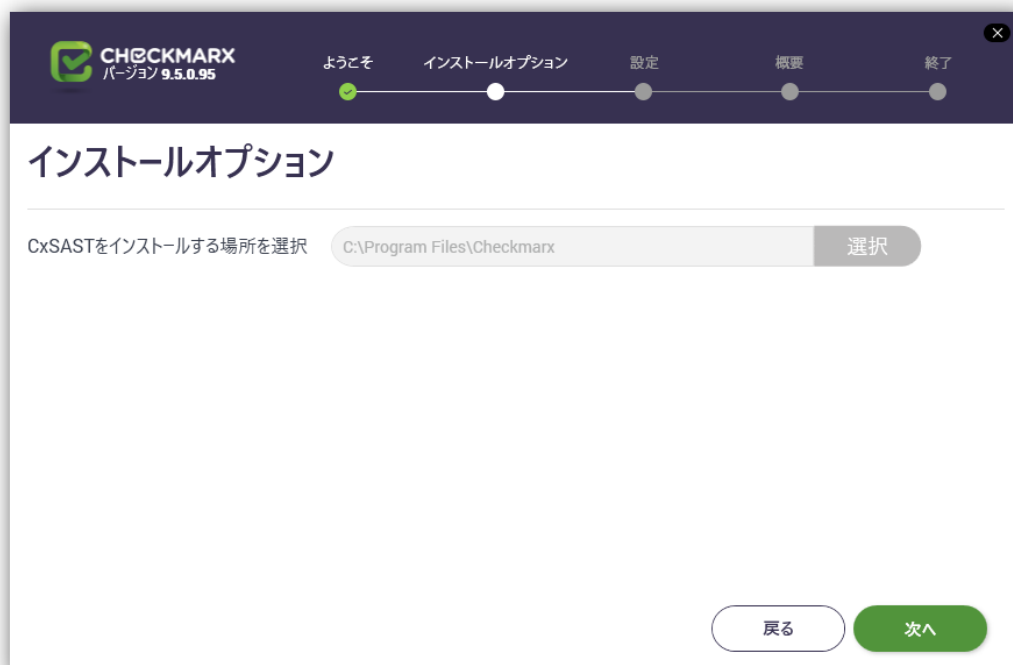 CHECKMARX
バージョン 9.5.0.95
ようこそ
インストールオプション
設定
概要
終了
インストールオプション
CxSASTをインストールする場所を選択
C:\Program Files\Checkmarx
選択
戻る
次へ